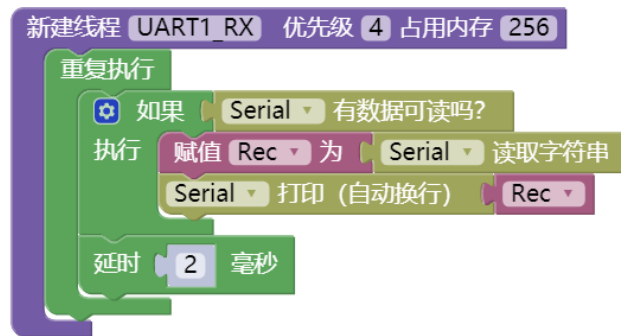 新建线程 UART1_RX 优先级 4 占用内存 256
重复执行
如果 Serial 有数据可读吗?
执行 赋值 Rec 为 Serial 读取字符串
Serial 打印（自动换行） Rec
延时 2 毫秒